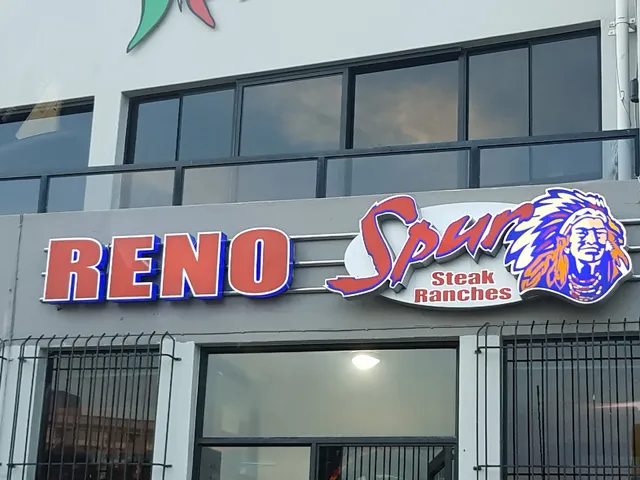 RENO
Spur
Steak
Ranches